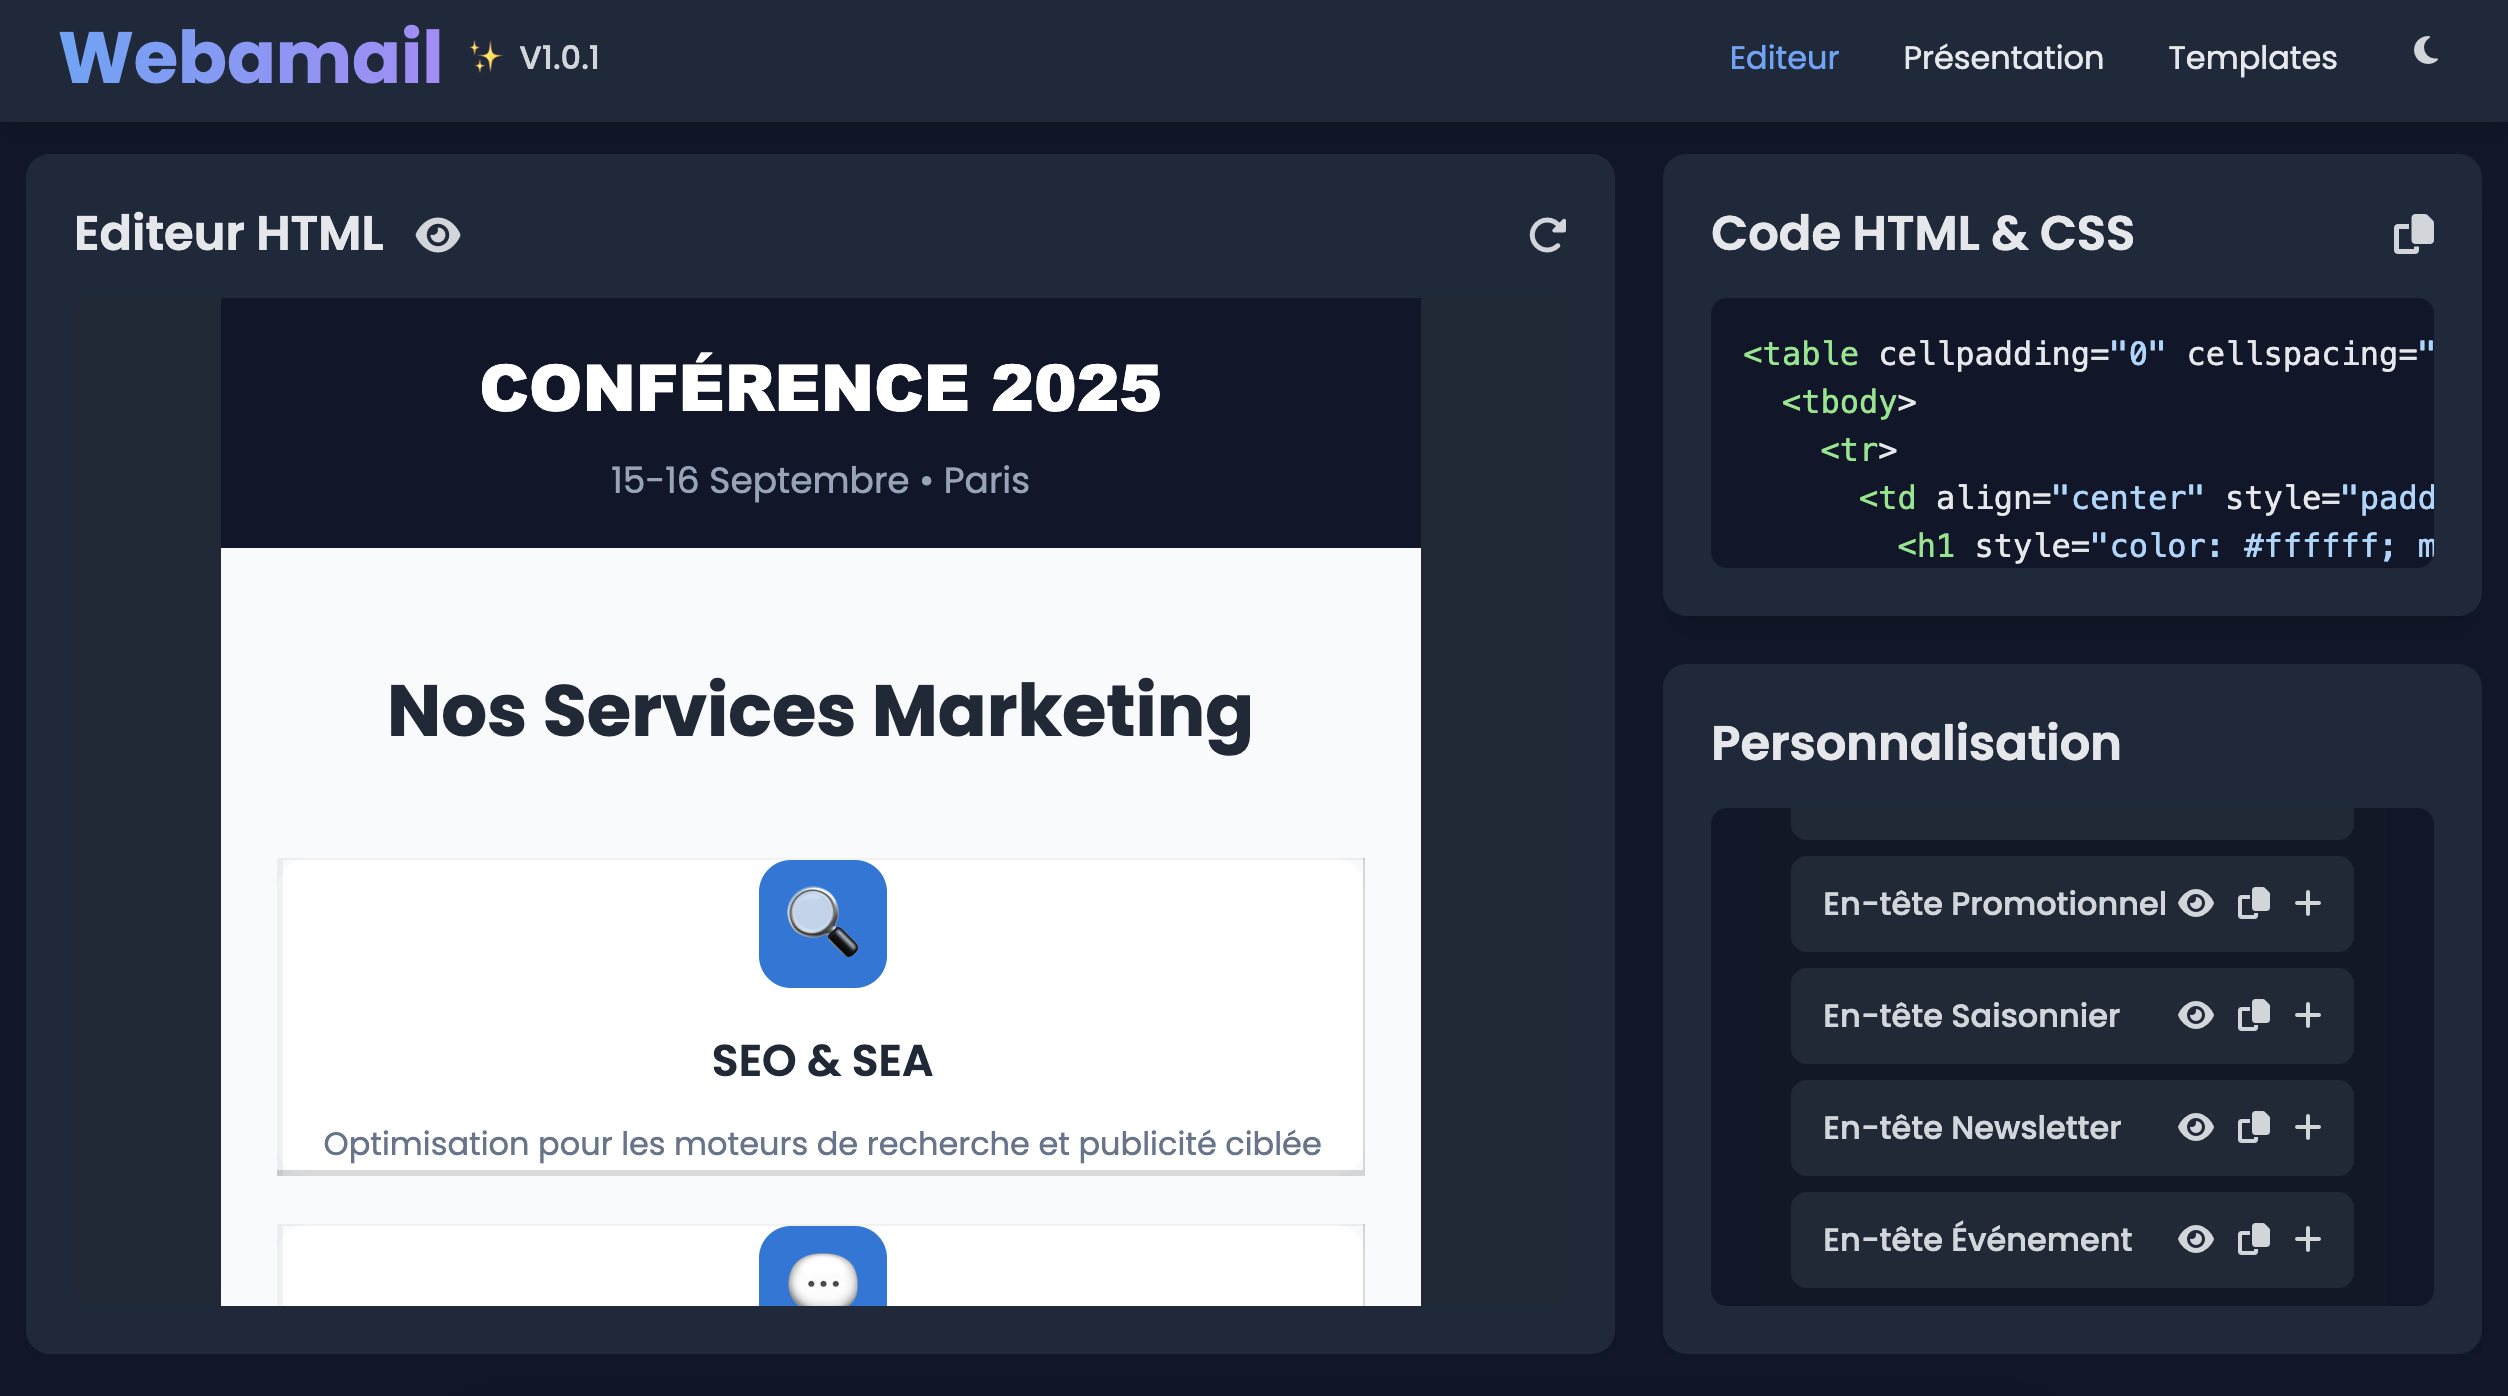 Webamail ✨ V1.0.1
Editeur
Présentation
Templates
Editeur HTML
CONFÉRENCE 2025
15-16 Septembre • Paris
Nos Services Marketing
SEO & SEA
Optimisation pour les moteurs de recherche et publicité ciblée
Code HTML & CSS
<table cellpadding="0" cellspacing="
<tbody>
<tr>
<td align="center" style="padd
<h1 style="color: #ffffff; m
Personnalisation
En-tête Promotionnel
En-tête Saisonnier
En-tête Newsletter
En-tête Événement